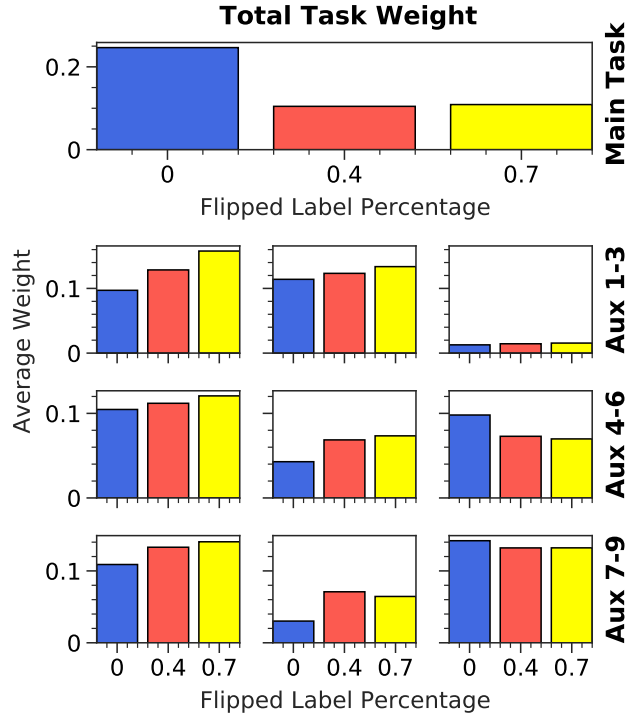 Total Task Weight
0.2
0
Main Task
0 0.4 0.7
Flipped Label Percentage
Average Weight
0.1
0
Aux 1-3
0.1
0
Aux 4-6
0.1
0
Aux 7-9
0 0.4 0.7 0 0.4 0.7 0 0.4 0.7
Flipped Label Percentage